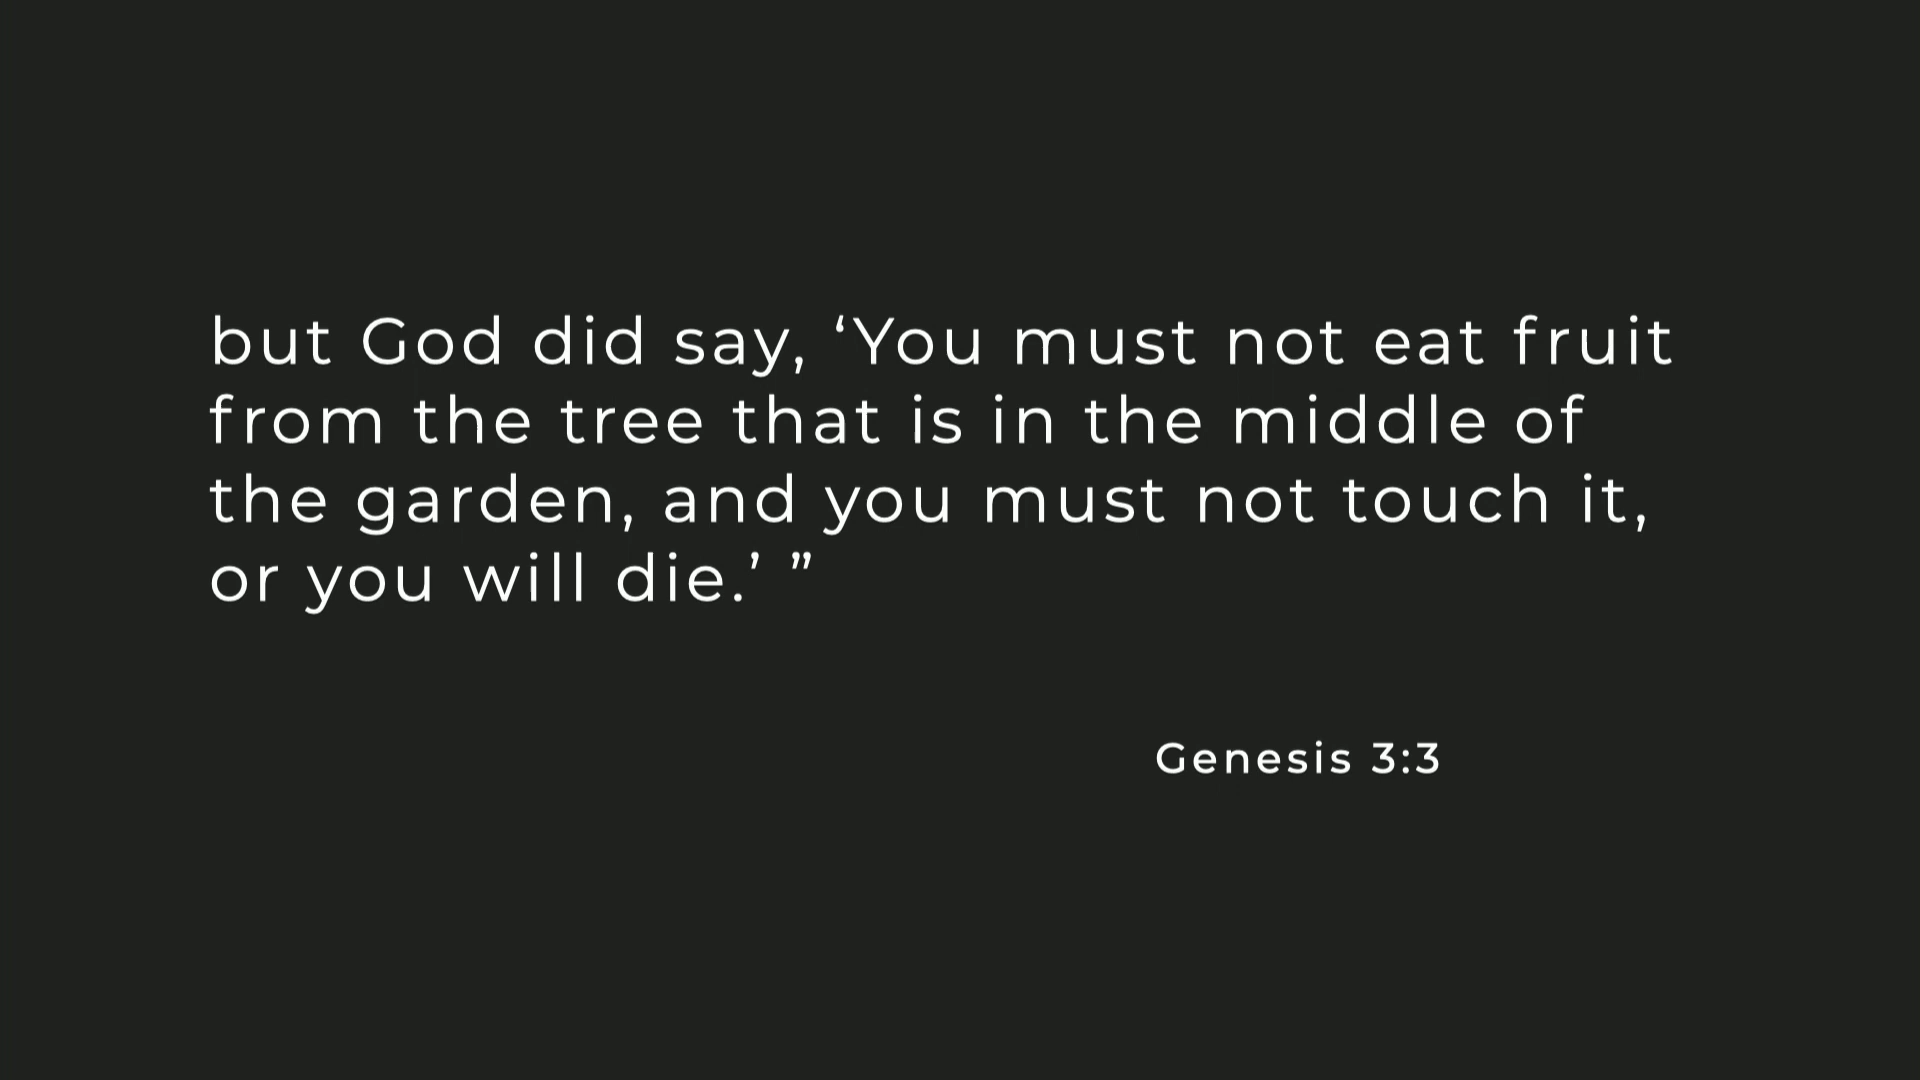 but God did say, ‘You must not eat fruit
from the tree that is in the middle of
the garden, and you must not touch it,
or you will die.’ ”
Genesis 3:3